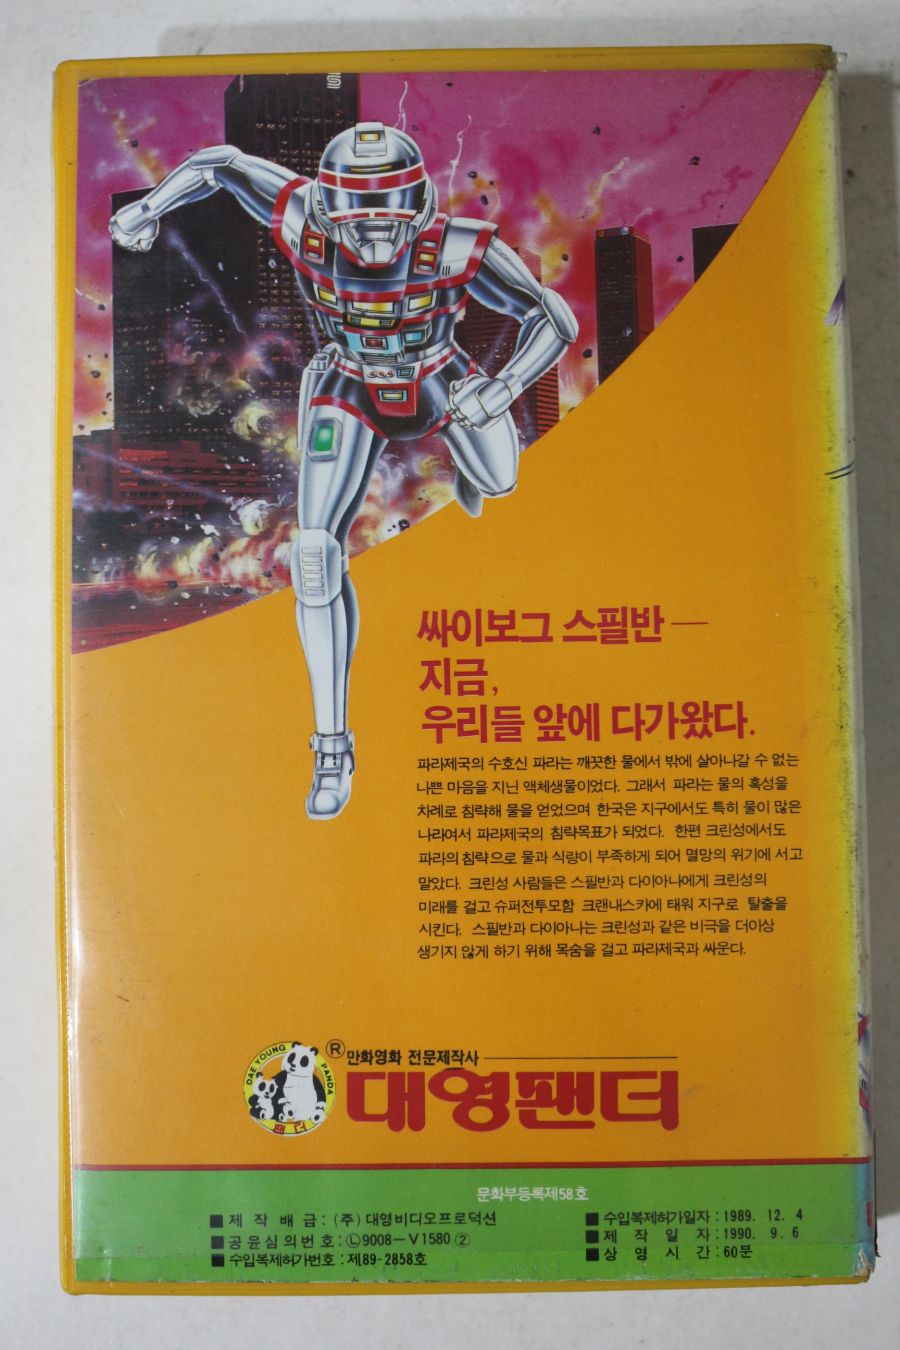 싸이보그 스필반 —
지금,
우리들 앞에 다가왔다.
파라제국의 수호신 파라는 깨끗한 물에서 밖에 살아나갈 수 없는
나쁜 마음을 지닌 액체생물이었다. 그래서 파라는 물의 혹성을
차례로 침략해 물을 얻었으며 한국은 지구에서도 특히 물이 많은
나라여서 파라제국의 침략목표가 되었다. 한편 크린성에서도
파라의 침략으로 물과 식량이 부족하게 되어 멸망의 위기에 서고
말았다. 크린성 사람들은 스필반과 다이아나에게 크린성의
미래를 걸고 슈퍼전투모함 크랜내스카에 태워 지구로 탈출을
시킨다. 스필반과 다이아나는 크린성과 같은 비극을 더이상
생기지 않게 하기 위해 목숨을 걸고 파라제국과 싸운다.
DAE YOUNG PANDA
팬더
® 만화영화 전문제작사
대영팬더
문화부등록제58호
■ 제작배급 : (주) 대영비디오프로덕션
■ 공윤심의번호 : Ⓛ9008-V1580 ②
■ 수입복제허가번호 : 제89-2858호
■ 수입복제허가일자 : 1989. 12. 4
■ 제작일자 : 1990. 9. 6
■ 상영시간 : 60분